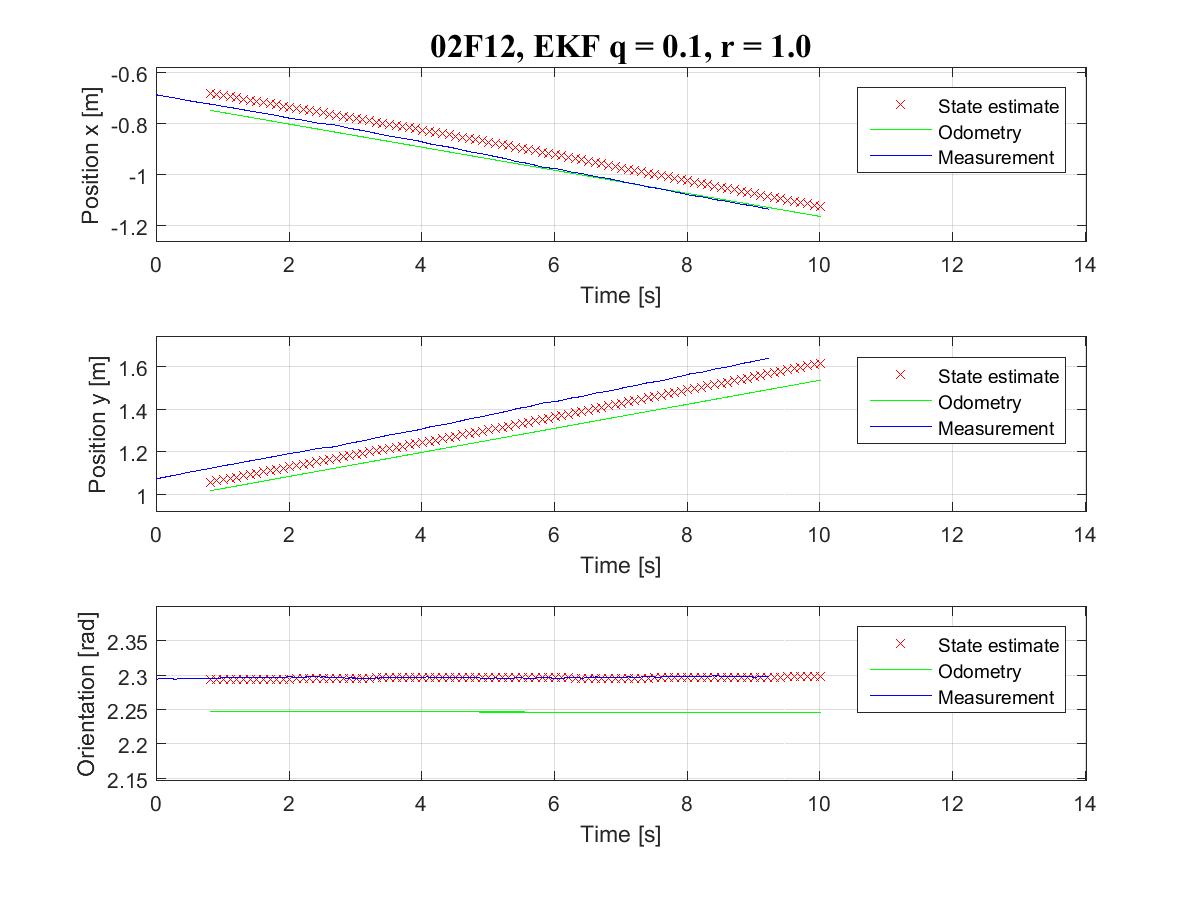 02F12, EKF q = 0.1, r = 1.0
Position x [m]
-0.6
-0.8
-1
-1.2
0 2 4 6 8 10 12 14
Time [s]
State estimate
Odometry
Measurement
Position y [m]
1.6
1.4
1.2
1
0 2 4 6 8 10 12 14
Time [s]
State estimate
Odometry
Measurement
Orientation [rad]
2.35
2.3
2.25
2.2
2.15
0 2 4 6 8 10 12 14
Time [s]
State estimate
Odometry
Measurement